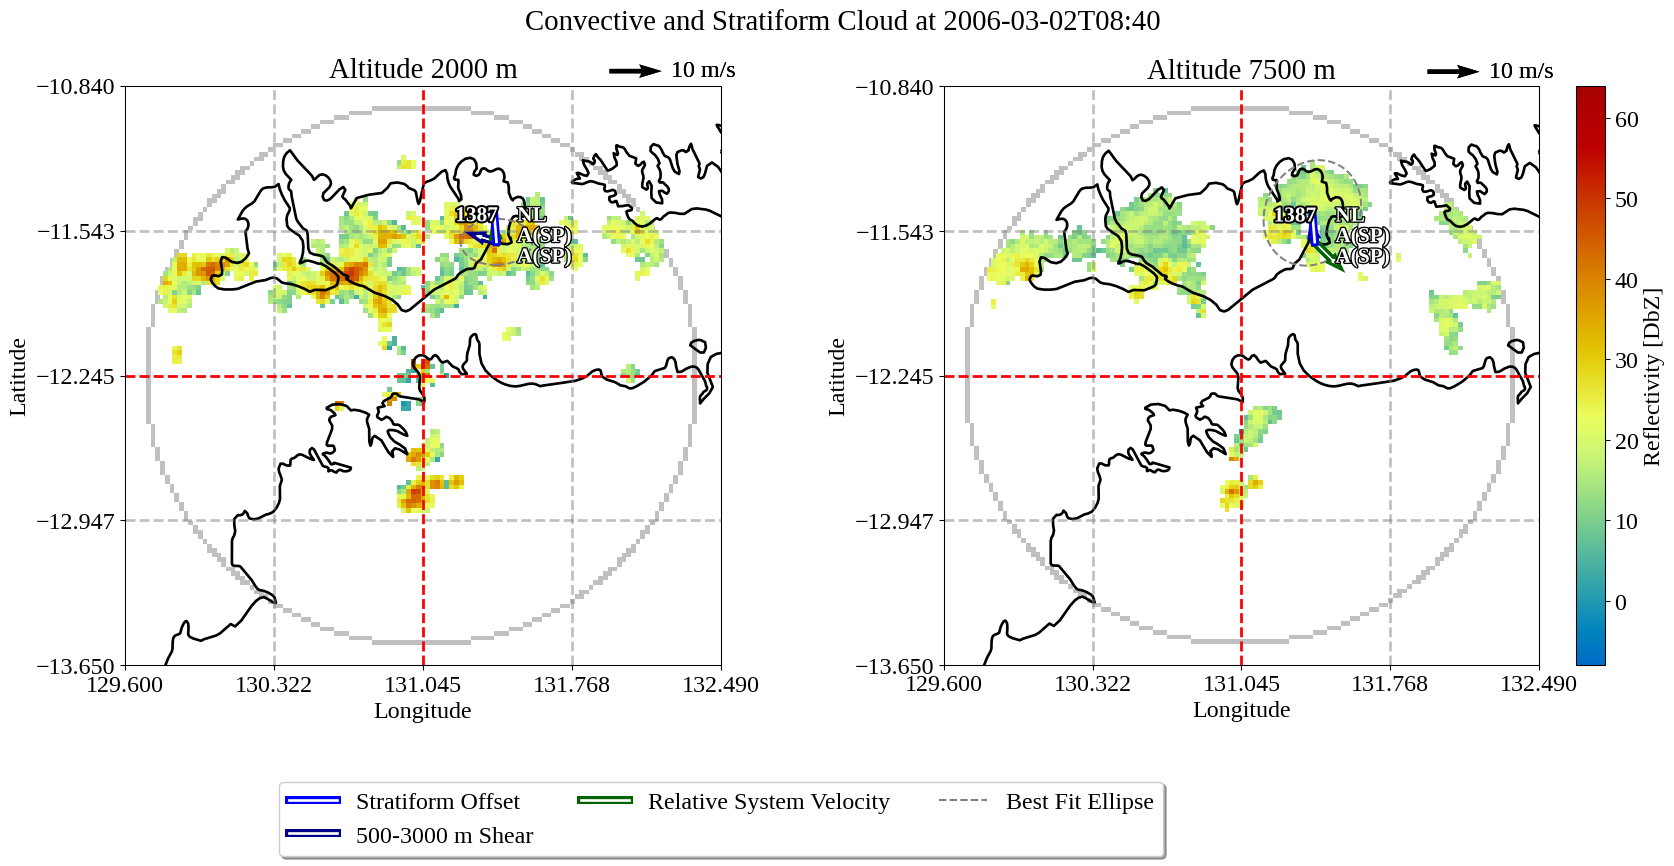 Convective and Stratiform Cloud at 2006-03-02T08:40
Altitude 2000 m
10 m/s
−10.840
−11.543
−12.245
−12.947
−13.650
129.600
130.322
131.045
131.768
132.490
Latitude
Longitude
1387
NL
A(SP)
A(SP)
Altitude 7500 m
10 m/s
−10.840
−11.543
−12.245
−12.947
−13.650
129.600
130.322
131.045
131.768
132.490
Latitude
Longitude
1387
NL
A(SP)
A(SP)
60
50
40
30
20
10
0
Reflectivity [DbZ]
Stratiform Offset
500-3000 m Shear
Relative System Velocity
Best Fit Ellipse